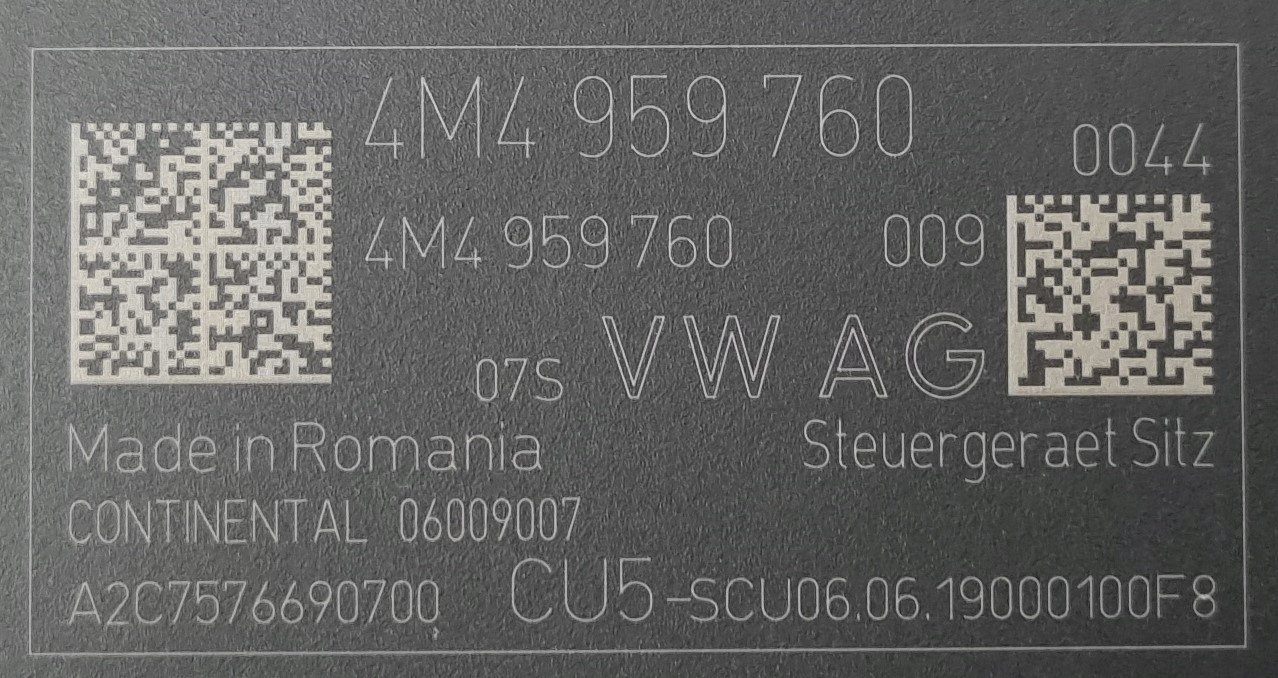 4M4 959 760
0044
4M4 959 760 009
07S VW AG
Made in Romania Steuergeraet Sitz
CONTINENTAL 06009007
A2C7576690700 CU5-SCU06.06.19000100F8